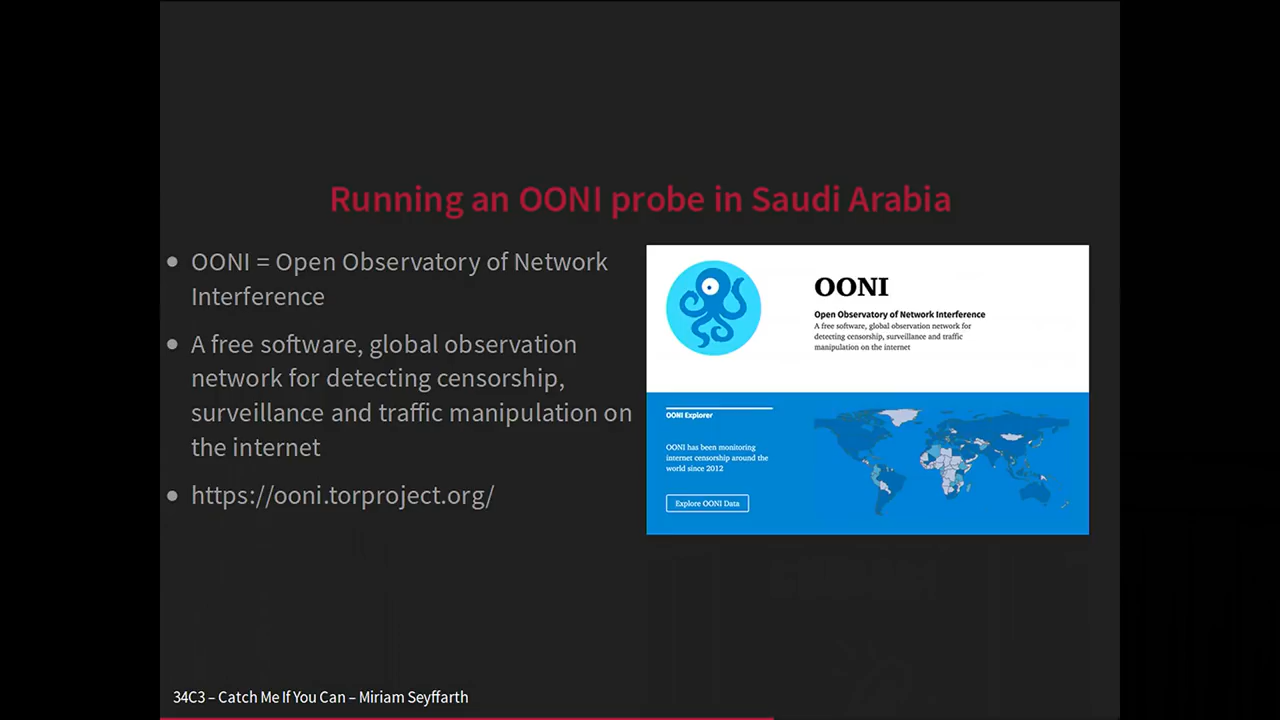 Running an OONI probe in Saudi Arabia
• OONI = Open Observatory of Network
Interference
• A free software, global observation
network for detecting censorship,
surveillance and traffic manipulation on
the internet
• https://ooni.torproject.org/
OONI
Open Observatory of Network Interference
A free software, global observation network for
detecting censorship, surveillance and traffic
manipulation on the internet
OONI Explorer
OONI has been monitoring
internet censorship around the
world since 2012
Explore OONI Data
34C3 – Catch Me If You Can – Miriam Seyffarth